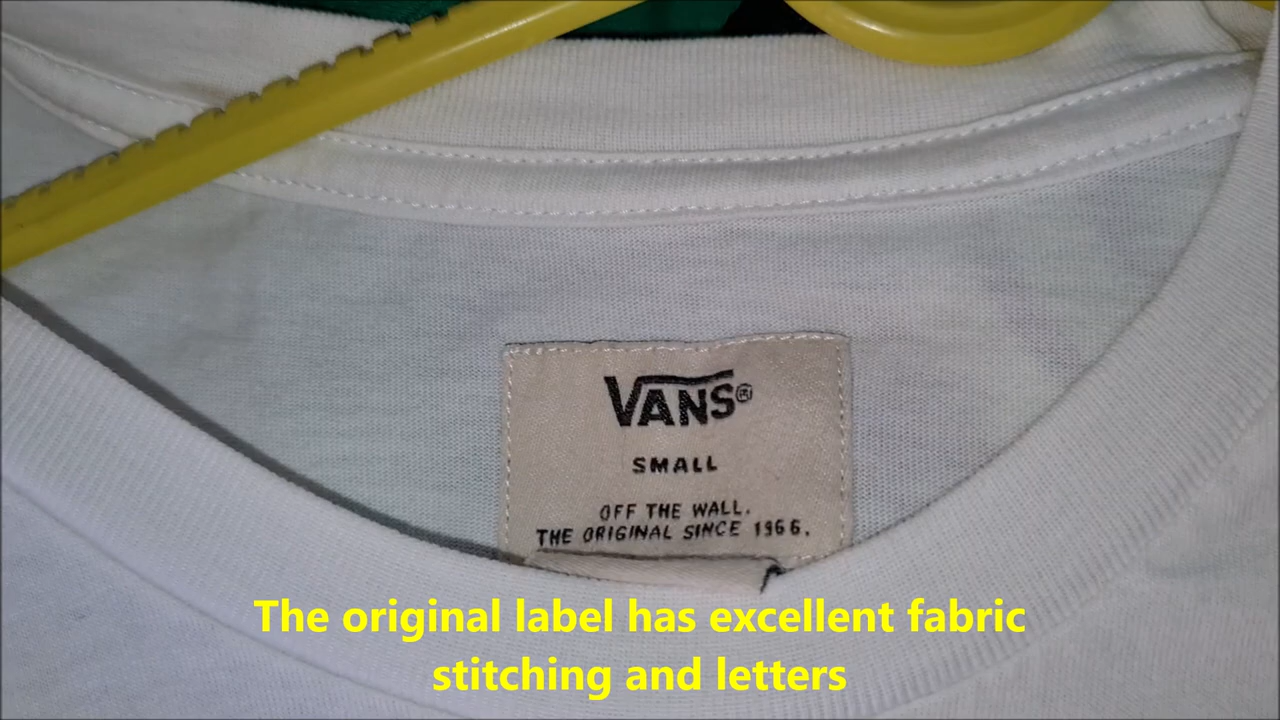 VANS®
SMALL
OFF THE WALL.
THE ORIGINAL SINCE 1966.
The original label has excellent fabric
stitching and letters